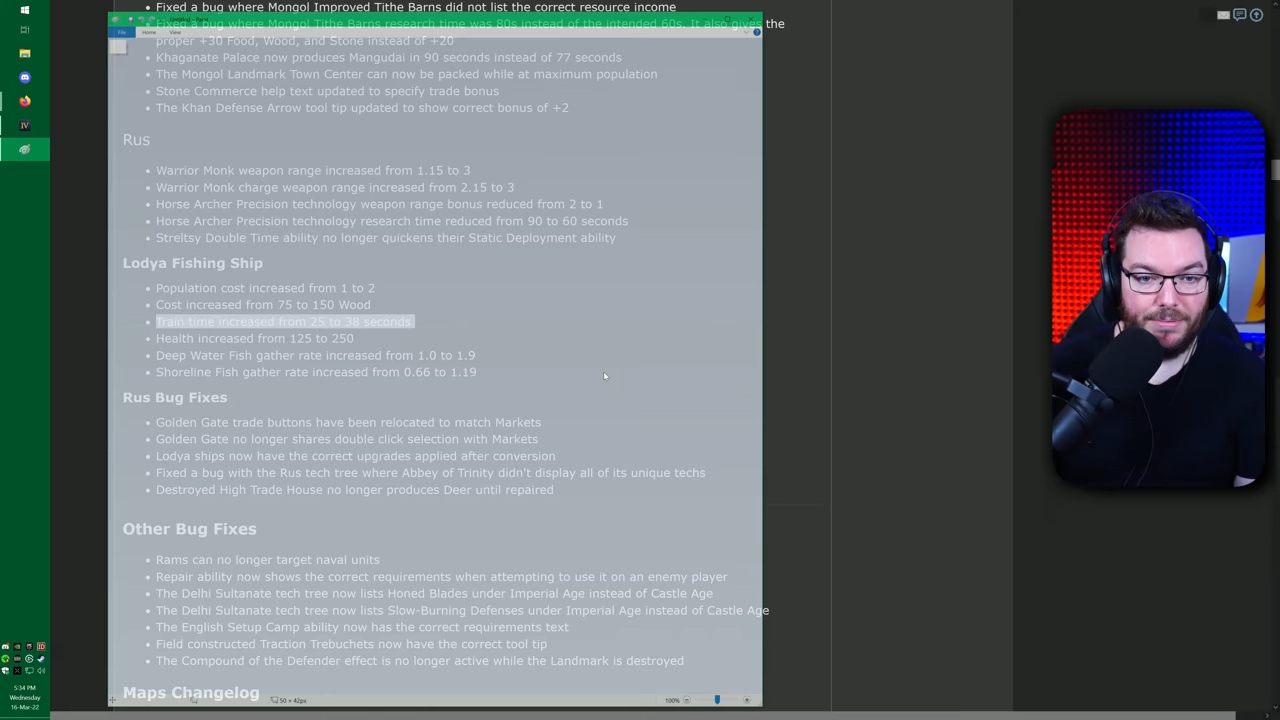 Fixed a bug where Mongol Improved Tithe Barns did not list the correct resource income
Fixed a bug where Mongol Tithe Barns research time was 80s instead of the intended 60s. It also gives the
proper +30 Food, Wood, and Stone instead of +20
File Home View
Khaganate Palace now produces Mangudai in 90 seconds instead of 77 seconds
The Mongol Landmark Town Center can now be packed while at maximum population
Stone Commerce help text updated to specify trade bonus
The Khan Defense Arrow tool tip updated to show correct bonus of +2
Rus
Warrior Monk weapon range increased from 1.15 to 3
Warrior Monk charge weapon range increased from 2.15 to 3
Horse Archer Precision technology weapon range bonus reduced from 2 to 1
Horse Archer Precision technology research time reduced from 90 to 60 seconds
Streltsy Double Time ability no longer quickens their Static Deployment ability
Lodya Fishing Ship
Population cost increased from 1 to 2
Cost increased from 75 to 150 Wood
Train time increased from 25 to 38 seconds
Health increased from 125 to 250
Deep Water Fish gather rate increased from 1.0 to 1.9
Shoreline Fish gather rate increased from 0.66 to 1.19
Rus Bug Fixes
Golden Gate trade buttons have been relocated to match Markets
Golden Gate no longer shares double click selection with Markets
Lodya ships now have the correct upgrades applied after conversion
Fixed a bug with the Rus tech tree where Abbey of Trinity didn't display all of its unique techs
Destroyed High Trade House no longer produces Deer until repaired
Other Bug Fixes
Rams can no longer target naval units
Repair ability now shows the correct requirements when attempting to use it on an enemy player
The Delhi Sultanate tech tree now lists Honed Blades under Imperial Age instead of Castle Age
The Delhi Sultanate tech tree now lists Slow-Burning Defenses under Imperial Age instead of Castle Age
The English Setup Camp ability now has the correct requirements text
Field constructed Traction Trebuchets now have the correct tool tip
The Compound of the Defender effect is no longer active while the Landmark is destroyed
Maps Changelog
50 × 42px
100%
5:34 PM
Wednesday
16-Mar-22